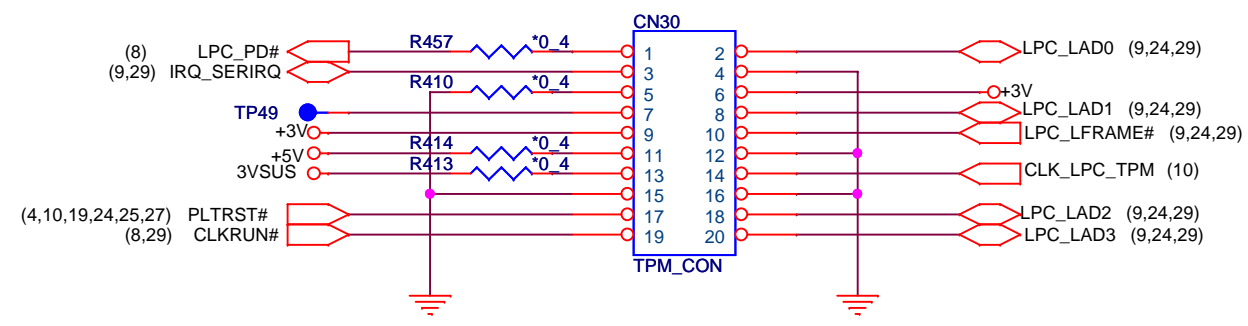 CN30
(8) LPC_PD# R457 *0_4 1 2 LPC_LAD0 (9,24,29)
(9,29) IRQ_SERIRQ 3 4
R410 *0_4 5 6 +3V
TP49 7 8 LPC_LAD1 (9,24,29)
+3V 9 10 LPC_LFRAME# (9,24,29)
+5V R414 *0_4 11 12
3VSUS R413 *0_4 13 14 CLK_LPC_TPM (10)
15 16
(4,10,19,24,25,27) PLTRST# 17 18 LPC_LAD2 (9,24,29)
(8,29) CLKRUN# 19 20 LPC_LAD3 (9,24,29)
TPM_CON